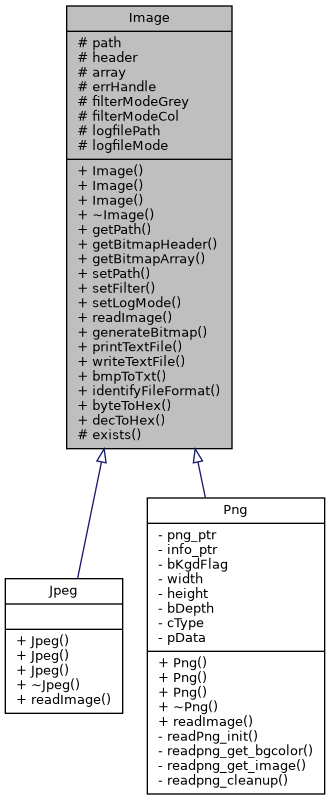 Image
# path
# header
# array
# errHandle
# filterModeGrey
# filterModeCol
# logfilePath
# logfileMode
+ Image()
+ Image()
+ Image()
+ ~Image()
+ getPath()
+ getBitmapHeader()
+ getBitmapArray()
+ setPath()
+ setFilter()
+ setLogMode()
+ readImage()
+ generateBitmap()
+ printTextFile()
+ writeTextFile()
+ bmpToTxt()
+ identifyFileFormat()
+ byteToHex()
+ decToHex()
# exists()
Jpeg
+ Jpeg()
+ Jpeg()
+ Jpeg()
+ ~Jpeg()
+ readImage()
Png
- png_ptr
- info_ptr
- bKgdFlag
- width
- height
- bDepth
- cType
- pData
+ Png()
+ Png()
+ Png()
+ ~Png()
+ readImage()
- readPng_init()
- readpng_get_bgcolor()
- readpng_get_image()
- readpng_cleanup()